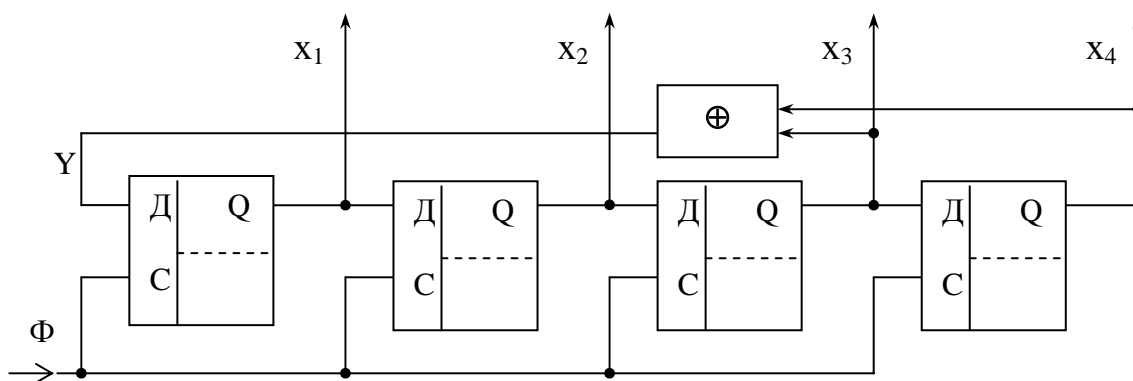 x₁ x₂ x₃ x₄
⊕
Y
Д Q Д Q Д Q Д Q
С С С С
Ф